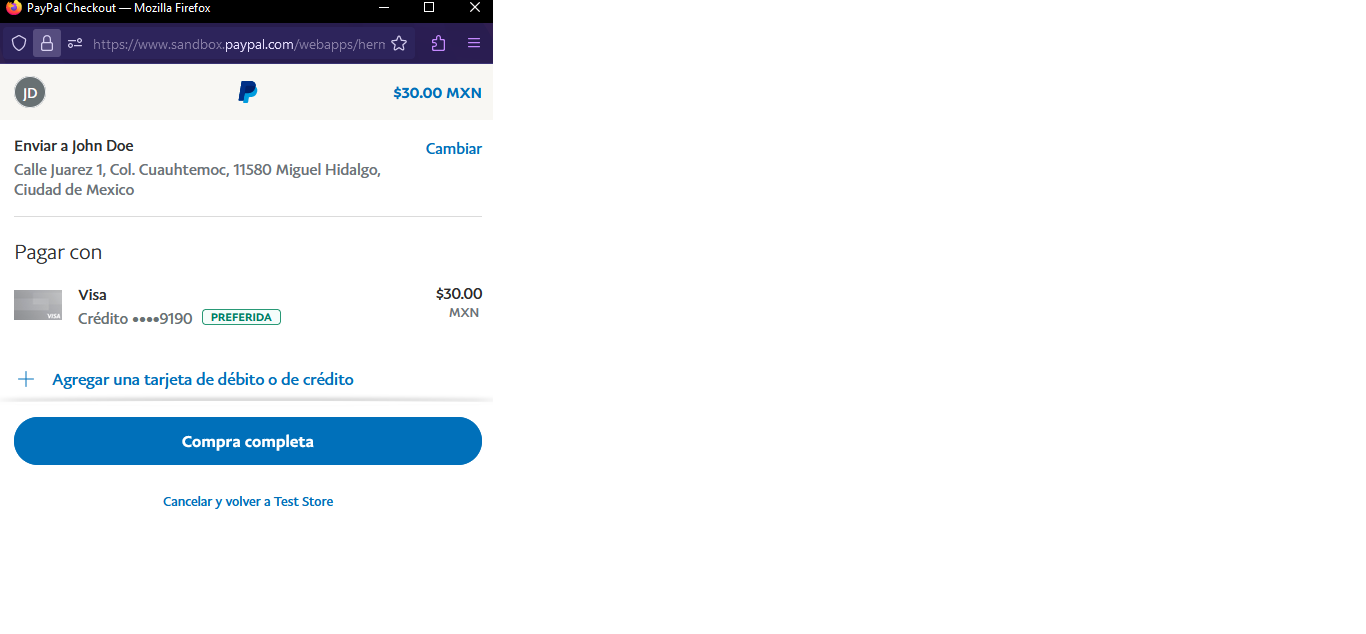 PayPal Checkout — Mozilla Firefox
https://www.sandbox.paypal.com/webapps/herm
JD
$30.00 MXN
Enviar a John Doe
Cambiar
Calle Juarez 1, Col. Cuauhtemoc, 11580 Miguel Hidalgo,
Ciudad de Mexico
Pagar con
Visa
$30.00
Crédito ••••9190 PREFERIDA
MXN
VISA
Agregar una tarjeta de débito o de crédito
Compra completa
Cancelar y volver a Test Store